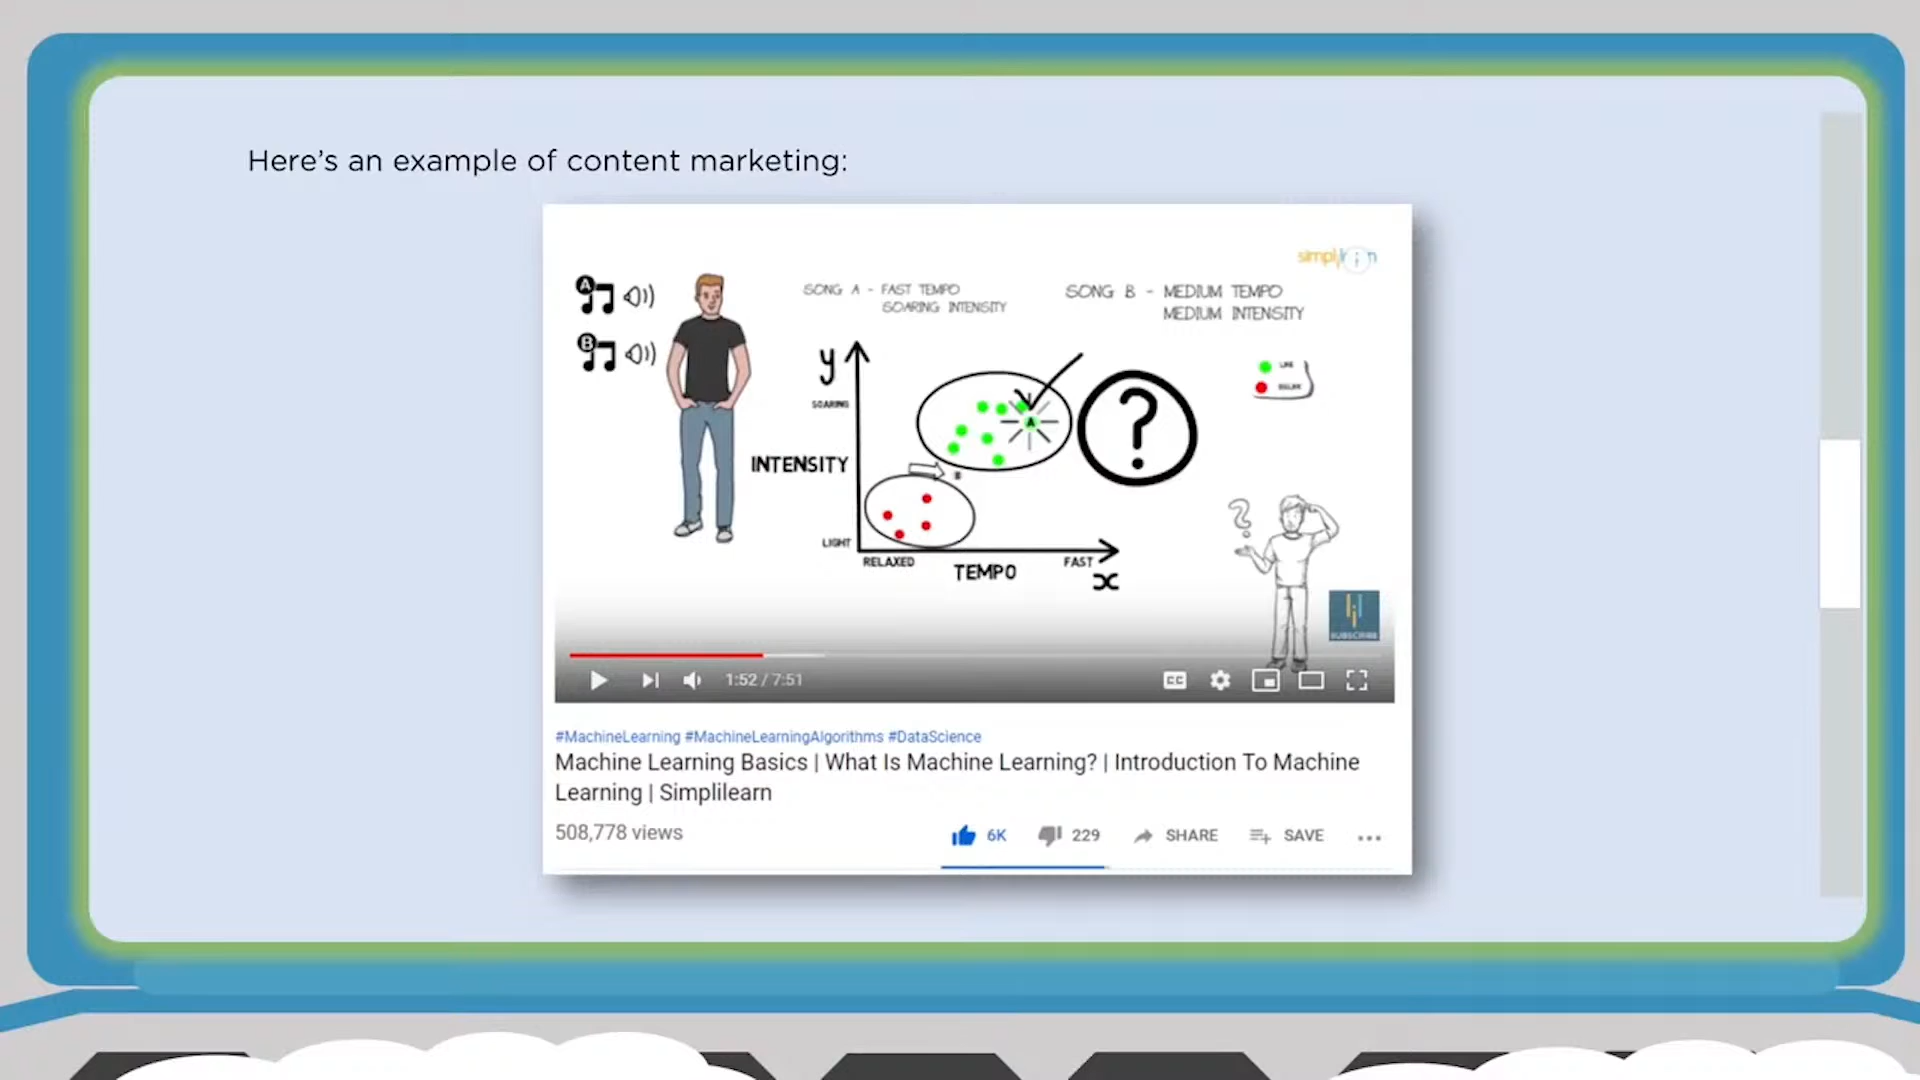 Here's an example of content marketing:
A
B
SONG A - FAST TEMPO
SOARING INTENSITY
SONG B - MEDIUM TEMPO
MEDIUM INTENSITY
y
SOARING
A
?
INTENSITY
B
LIGHT
RELAXED
TEMPO
FAST
x
?
SUBSCRIBE
1:52 / 7:51
CC
#MachineLearning #MachineLearningAlgorithms #DataScience
Machine Learning Basics | What Is Machine Learning? | Introduction To Machine
Learning | Simplilearn
508,778 views
6K
229
SHARE
SAVE